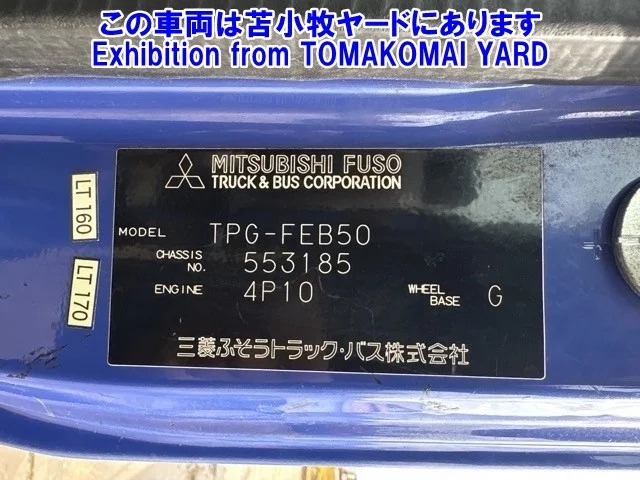 この車両は苫小牧ヤードにあります
Exhibition from TOMAKOMAI YARD
MITSUBISHI FUSO
TRUCK & BUS CORPORATION
LT 160
MODEL TPG-FEB50
CHASSIS NO. 553185
LT 170
ENGINE 4P10 WHEEL BASE G
三菱ふそうトラック・バス株式会社